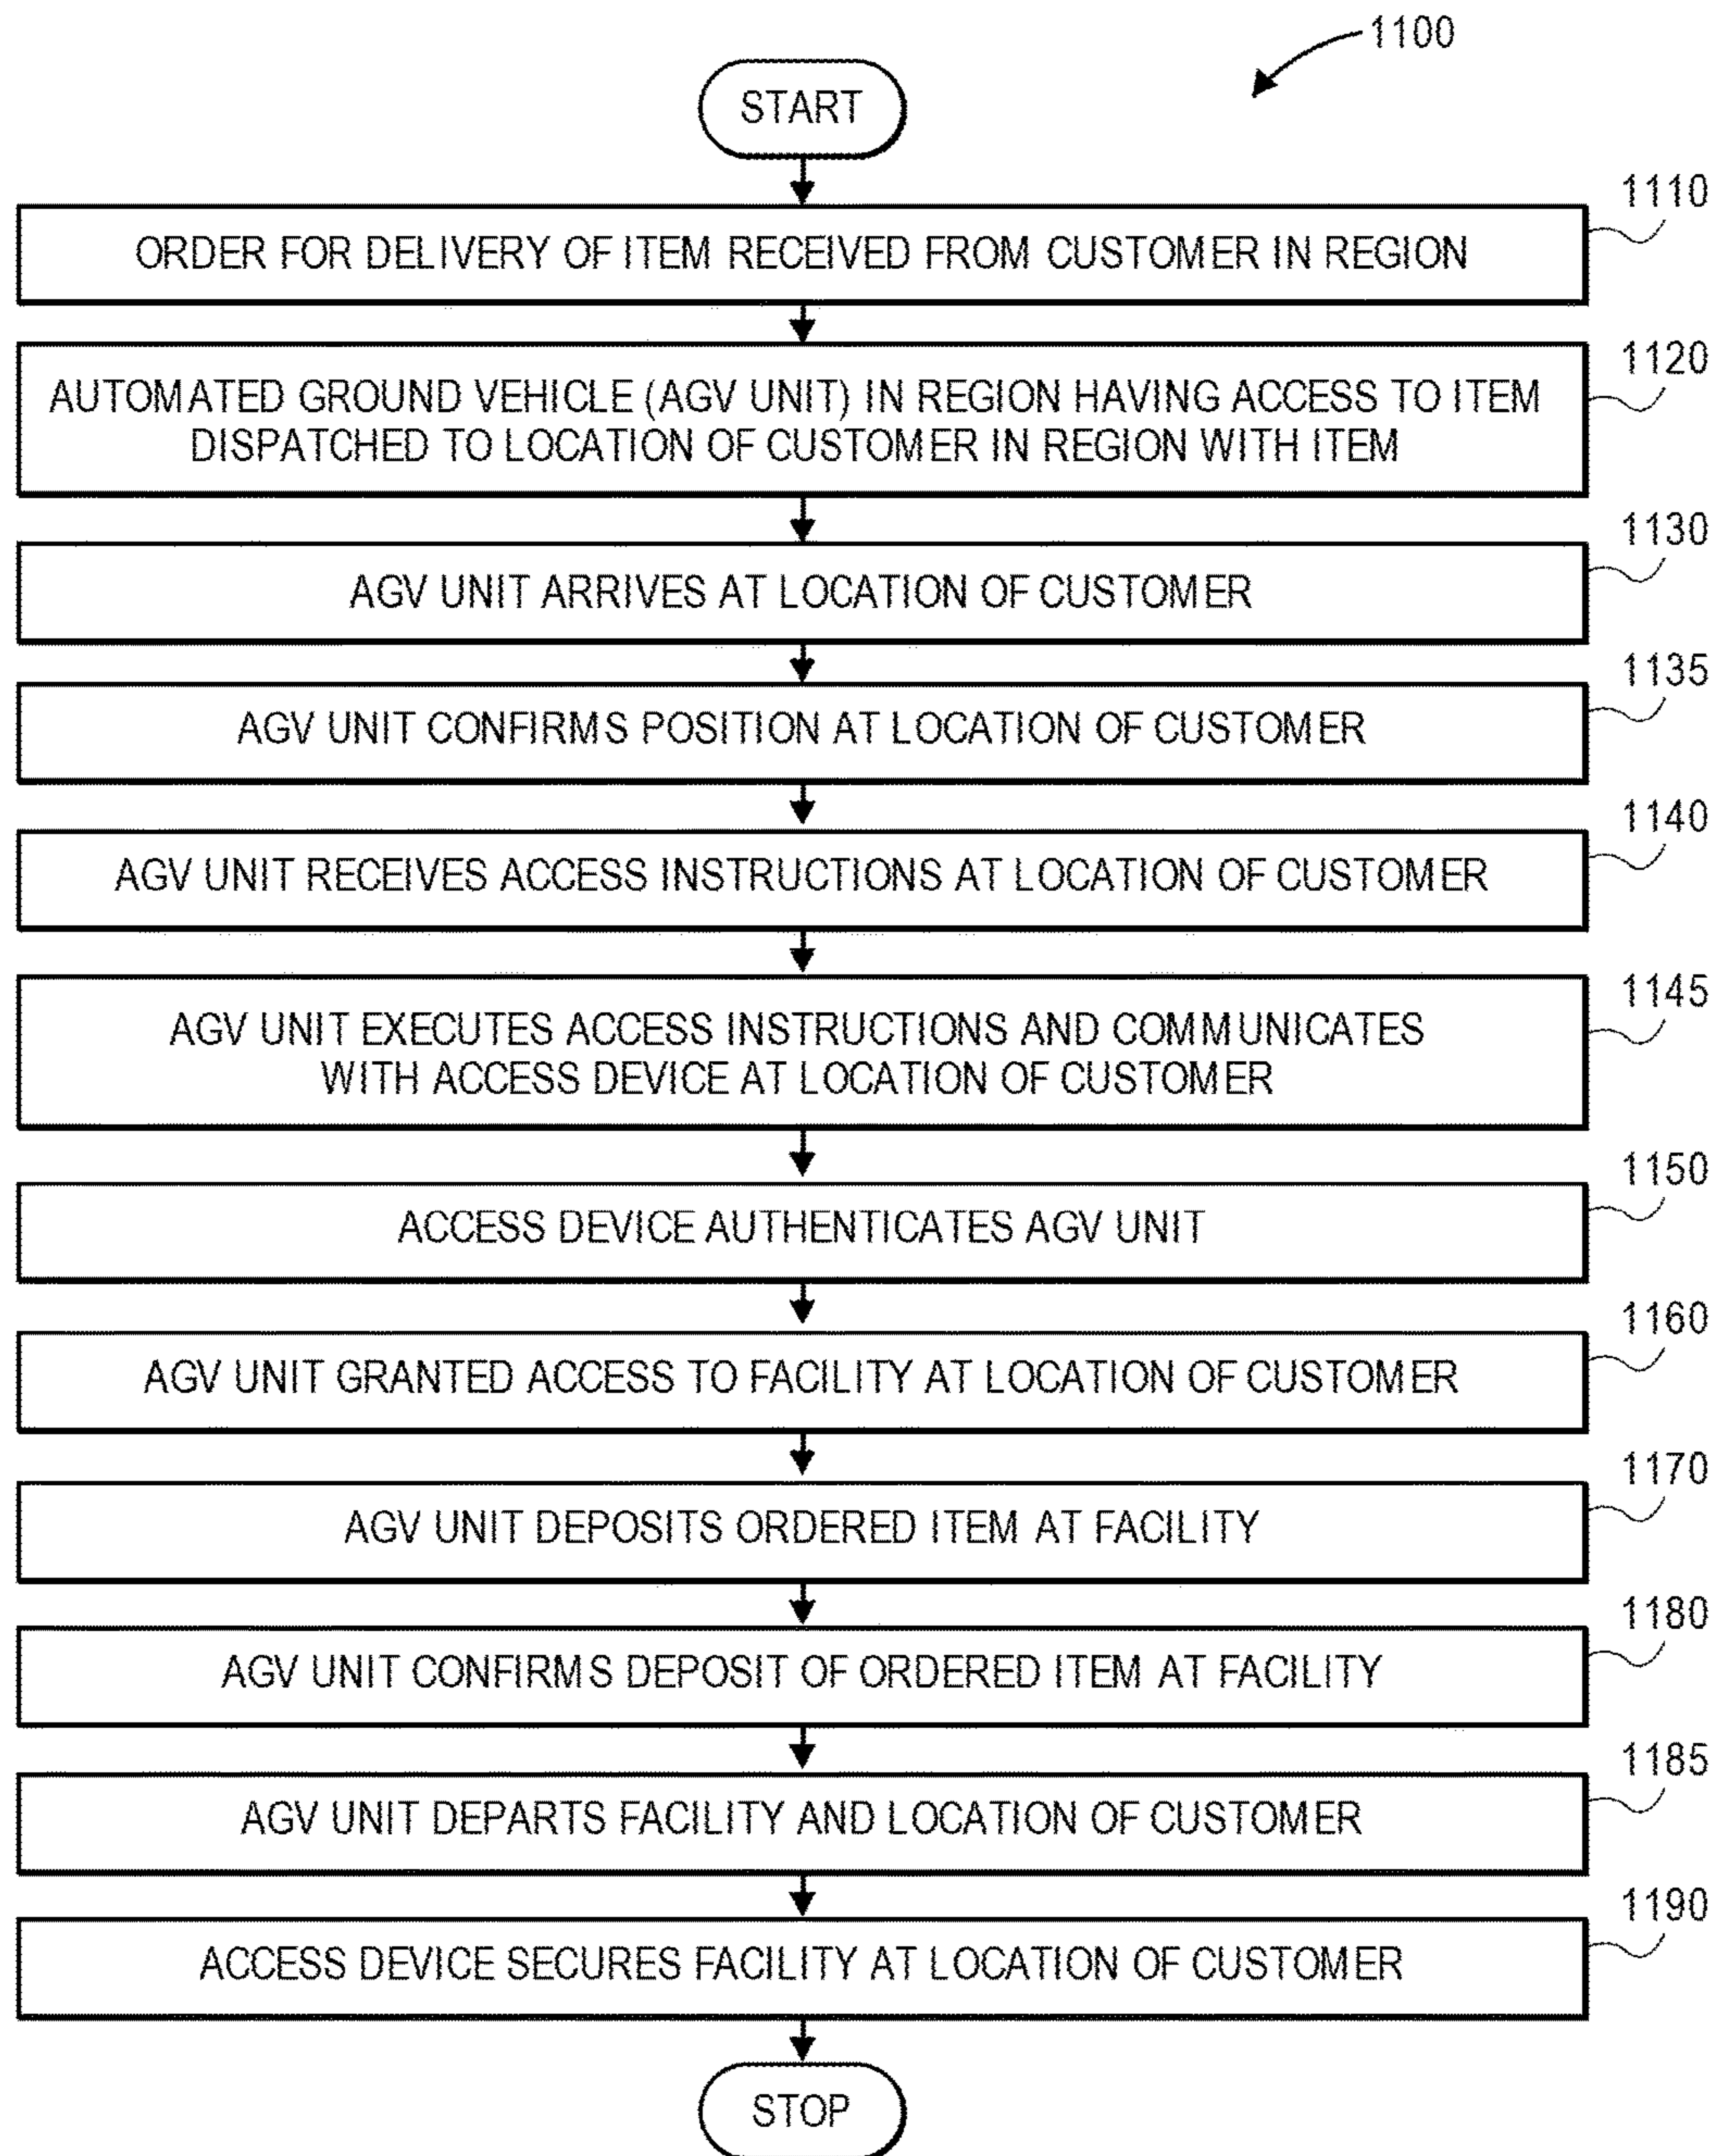 1100
START
1110
ORDER FOR DELIVERY OF ITEM RECEIVED FROM CUSTOMER IN REGION
1120
AUTOMATED GROUND VEHICLE (AGV UNIT) IN REGION HAVING ACCESS TO ITEM
DISPATCHED TO LOCATION OF CUSTOMER IN REGION WITH ITEM
1130
AGV UNIT ARRIVES AT LOCATION OF CUSTOMER
1135
AGV UNIT CONFIRMS POSITION AT LOCATION OF CUSTOMER
1140
AGV UNIT RECEIVES ACCESS INSTRUCTIONS AT LOCATION OF CUSTOMER
1145
AGV UNIT EXECUTES ACCESS INSTRUCTIONS AND COMMUNICATES
WITH ACCESS DEVICE AT LOCATION OF CUSTOMER
1150
ACCESS DEVICE AUTHENTICATES AGV UNIT
1160
AGV UNIT GRANTED ACCESS TO FACILITY AT LOCATION OF CUSTOMER
1170
AGV UNIT DEPOSITS ORDERED ITEM AT FACILITY
1180
AGV UNIT CONFIRMS DEPOSIT OF ORDERED ITEM AT FACILITY
1185
AGV UNIT DEPARTS FACILITY AND LOCATION OF CUSTOMER
1190
ACCESS DEVICE SECURES FACILITY AT LOCATION OF CUSTOMER
STOP